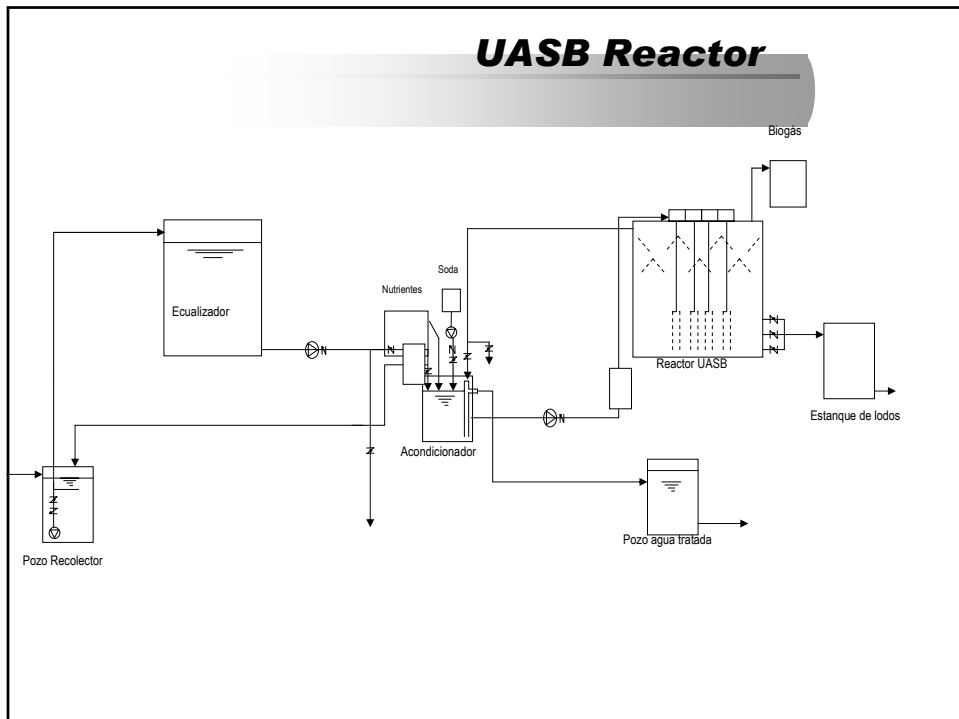 UASB Reactor
Biogás
Soda
Nutrientes
Ecualizador
Reactor UASB
Estanque de lodos
Acondicionador
Pozo agua tratada
Pozo Recolector